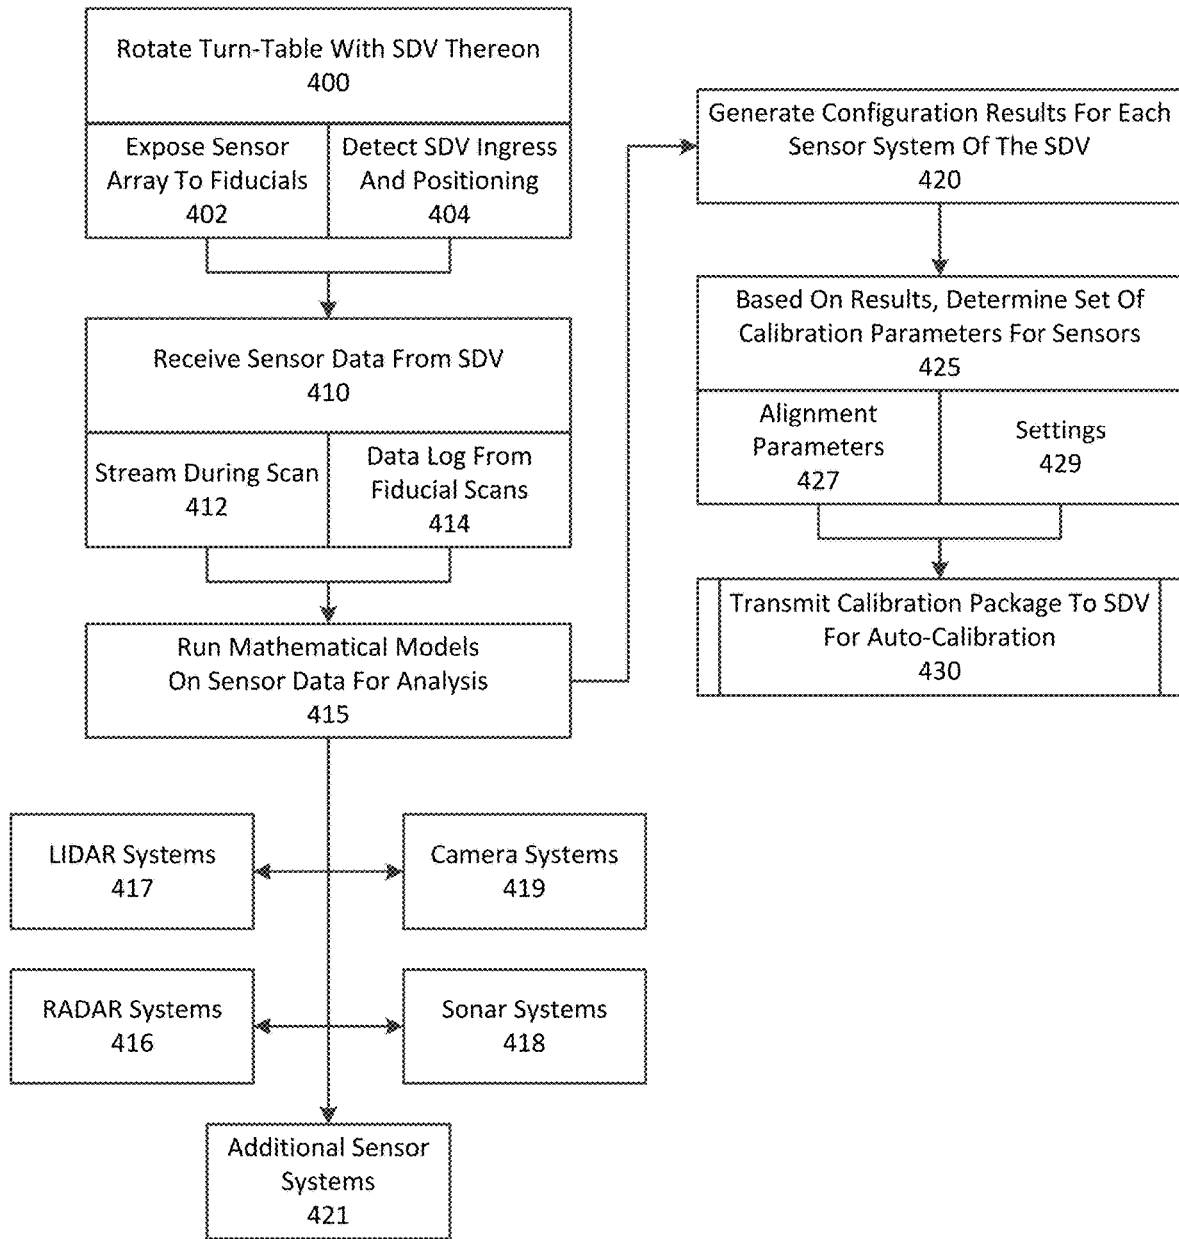 Rotate Turn-Table With SDV Thereon
400
Expose Sensor
Array To Fiducials
402
Detect SDV Ingress
And Positioning
404
Receive Sensor Data From SDV
410
Stream During Scan
412
Data Log From
Fiducial Scans
414
Run Mathematical Models
On Sensor Data For Analysis
415
LIDAR Systems
417
Camera Systems
419
RADAR Systems
416
Sonar Systems
418
Additional Sensor
Systems
421
Generate Configuration Results For Each
Sensor System Of The SDV
420
Based On Results, Determine Set Of
Calibration Parameters For Sensors
425
Alignment
Parameters
427
Settings
429
Transmit Calibration Package To SDV
For Auto-Calibration
430